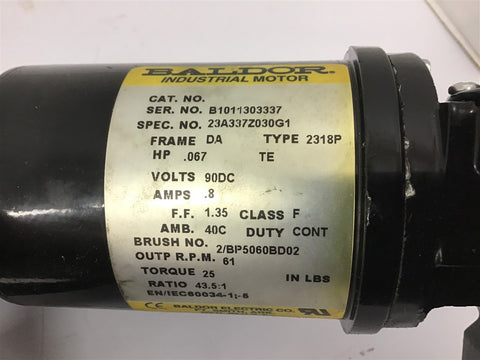 BALDOR
INDUSTRIAL MOTOR
CAT. NO.
SER. NO. B1011303337
SPEC. NO. 23A337Z030G1
FRAME DA TYPE 2318P
HP .067 TE
VOLTS 90DC
AMPS .8
F.F. 1.35 CLASS F
AMB. 40C DUTY CONT
BRUSH NO. 2/BP5060BD02
OUTP R.P.M. 61
TORQUE 25 IN LBS
RATIO 43.5:1
EN/IEC60034-1;-5
CE BALDOR ELECTRIC CO.